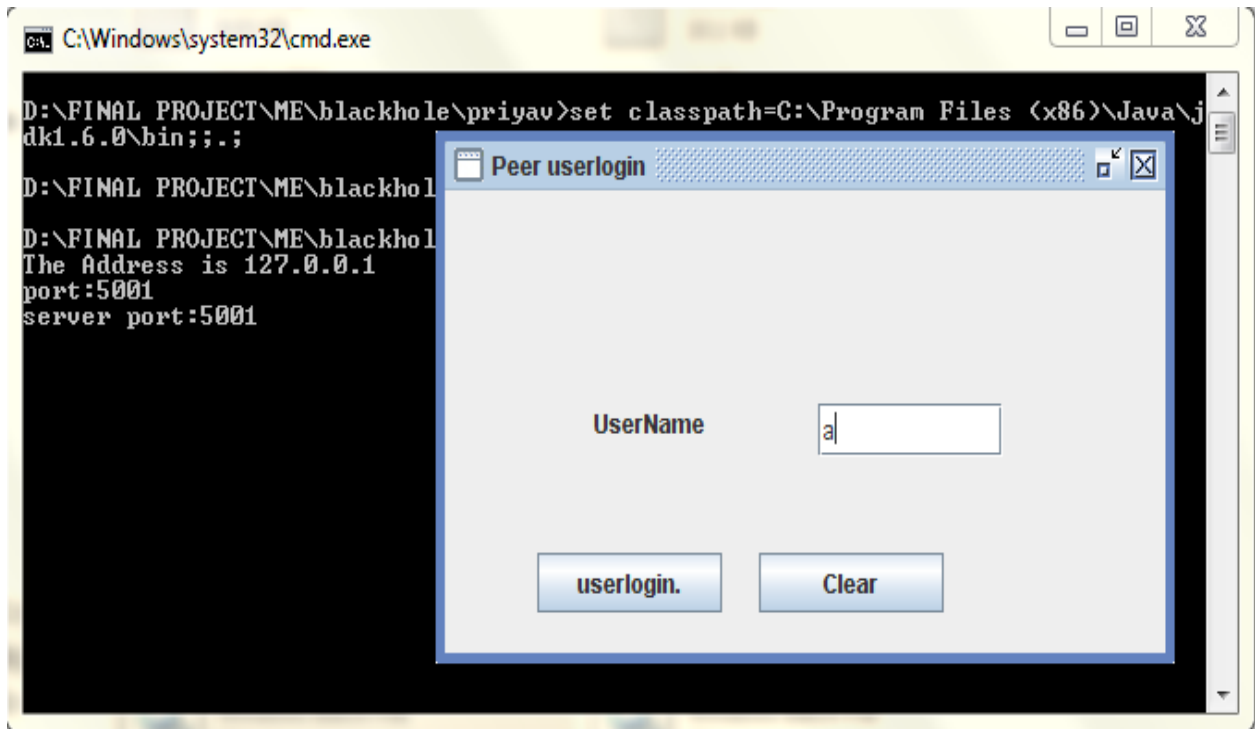 C:\Windows\system32\cmd.exe
D:\FINAL PROJECT\ME\blackhole\priyav>set classpath=C:\Program Files (x86)\Java\j
dk1.6.0\bin;;.;
D:\FINAL PROJECT\ME\blackhol
D:\FINAL PROJECT\ME\blackhol
The Address is 127.0.0.1
port:5001
server port:5001
Peer userlogin
UserName
a
userlogin.
Clear